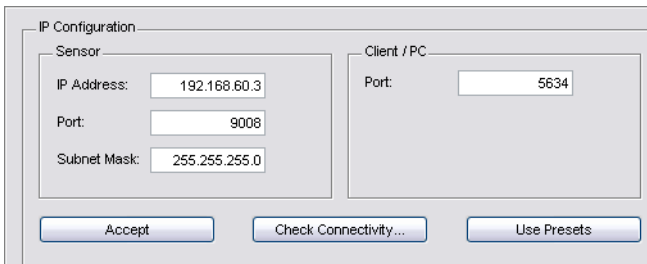 IP Configuration
Sensor
IP Address: 192.168.60.3
Port: 9008
Subnet Mask: 255.255.255.0
Client / PC
Port: 5634
Accept
Check Connectivity...
Use Presets